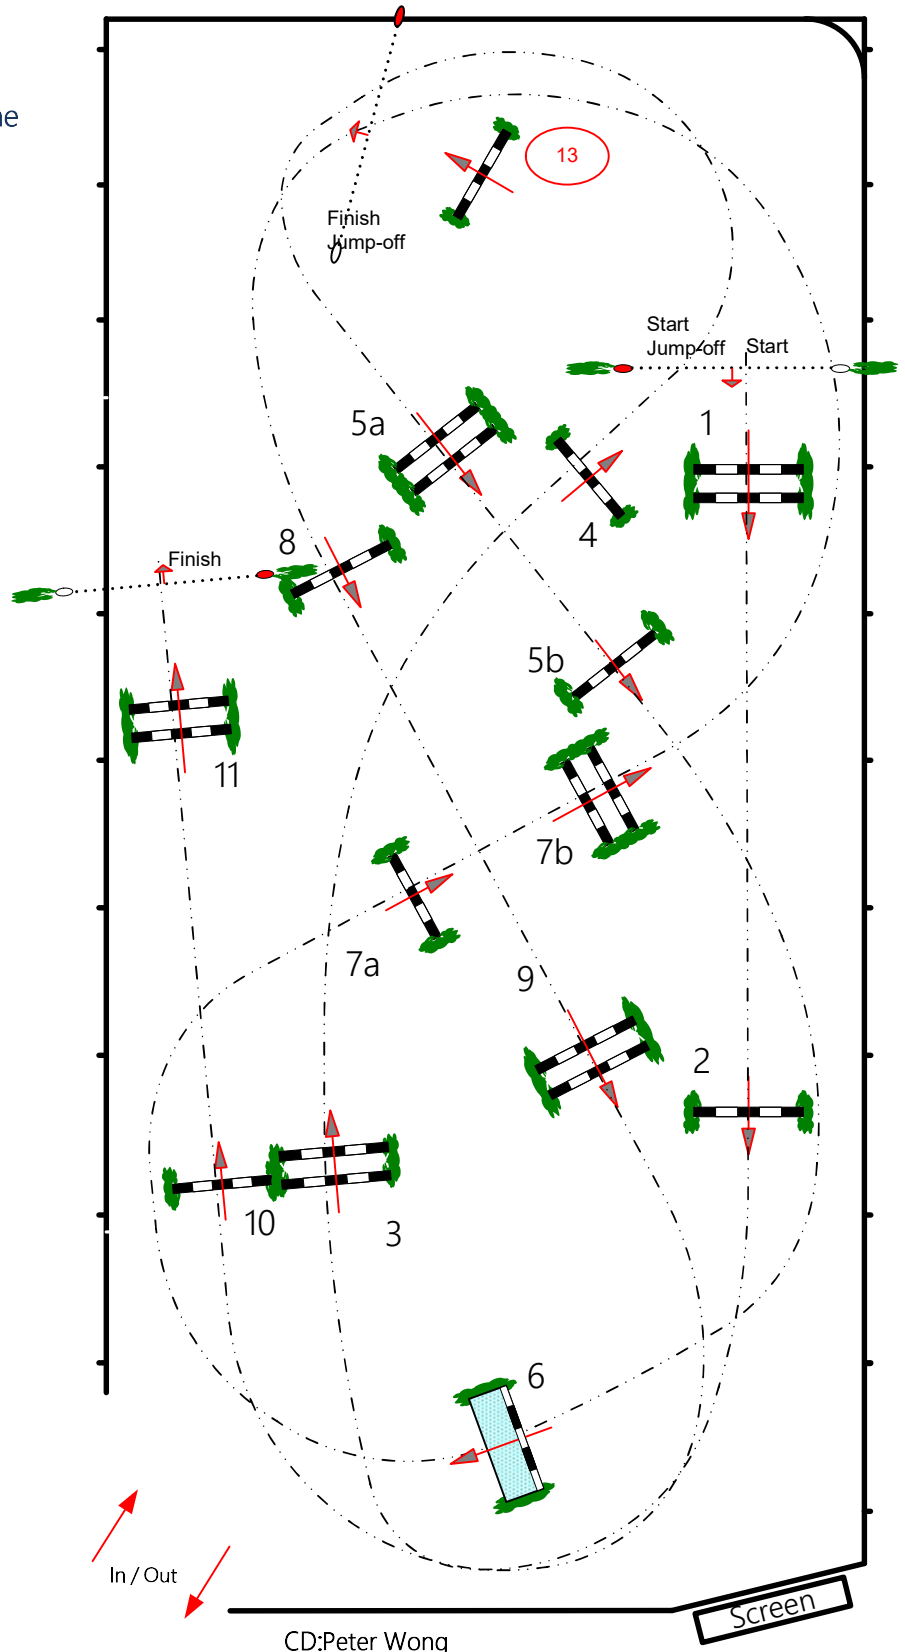 13
Finish
Jump-off
Start
Jump-off
Start
1
5a
4
8
Finish
5b
11
7b
7a
9
2
10
3
6
In / Out
Screen
CD:Peter Wong